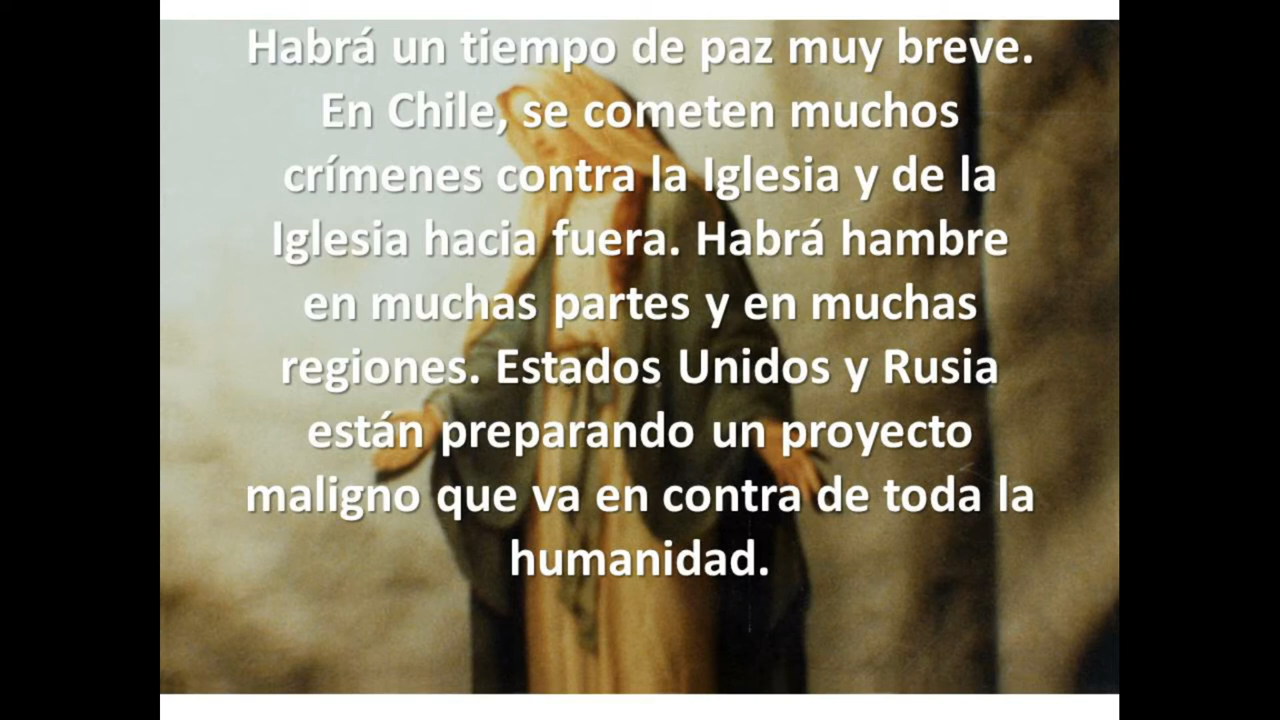 Habrá un tiempo de paz muy breve.
En Chile, se cometen muchos
crímenes contra la Iglesia y de la
Iglesia hacia fuera. Habrá hambre
en muchas partes y en muchas
regiones. Estados Unidos y Rusia
están preparando un proyecto
maligno que va en contra de toda la
humanidad.